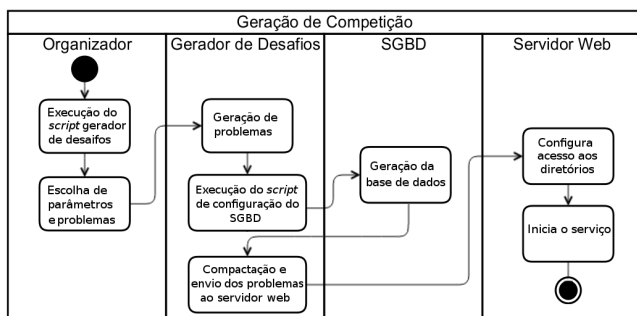 Geração de Competição
Organizador
Gerador de Desafios
SGBD
Servidor Web
Execução do
script gerador
de desaifos
Escolha de
parâmetros
e problemas
Geração de
problemas
Execução do script
de configuração do
SGBD
Compactação e
envio dos problemas
ao servidor web
Geração da
base de dados
Configura
acesso aos
diretórios
Inicia o serviço